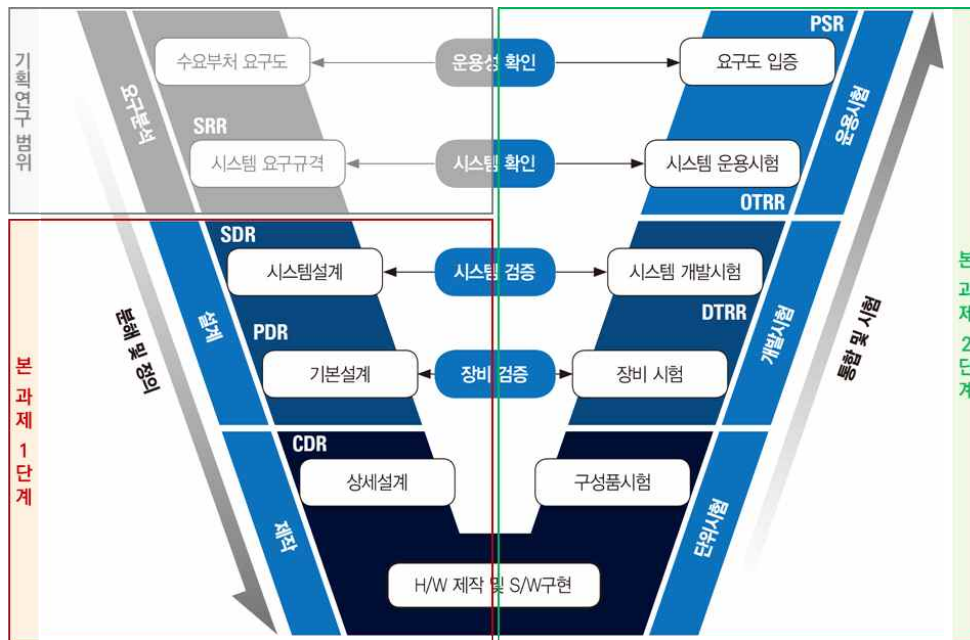 기획연구 범위
PSR
수요부처 요구도
운용성 확인
요구도 입증
요구분석
운용시험
SRR
시스템 요구규격
시스템 확인
시스템 운용시험
OTRR
SDR
시스템설계
시스템 검증
시스템 개발시험
DTRR
분해 및 정의
설계
개발시험
통합 및 시험
PDR
기본설계
장비 검증
장비 시험
본 과제 1단계
본 과제 2단계
CDR
상세설계
구성품시험
제작
단위시험
H/W 제작 및 S/W구현